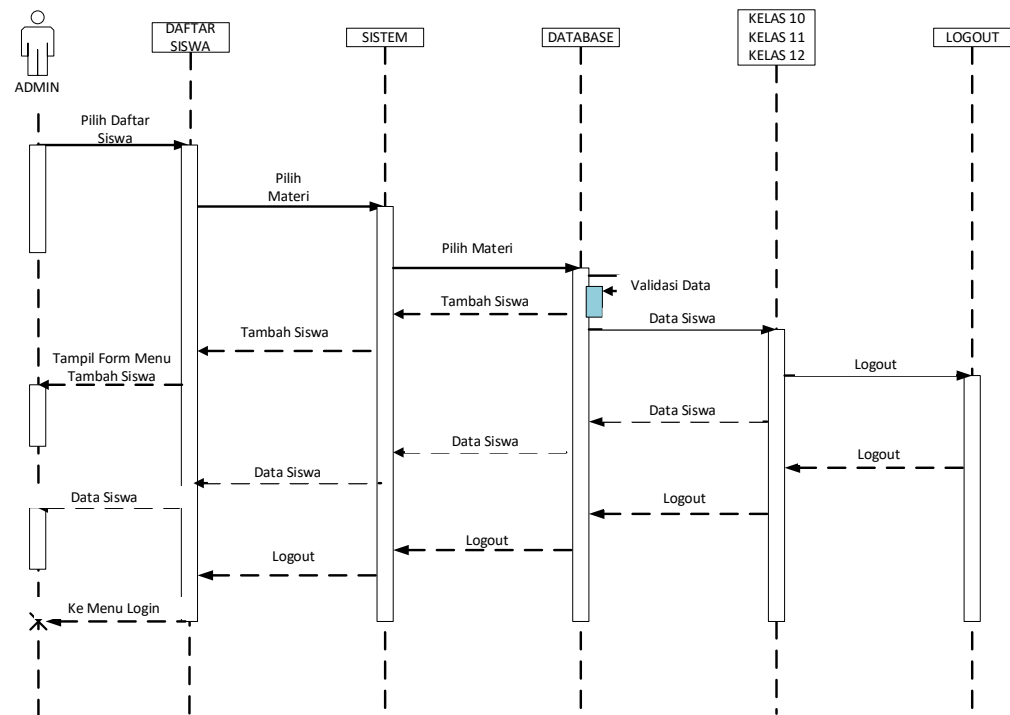 ADMIN
DAFTAR
SISWA
SISTEM
DATABASE
KELAS 10
KELAS 11
KELAS 12
LOGOUT
Pilih Daftar
Siswa
Pilih
Materi
Pilih Materi
Validasi Data
Tambah Siswa
Data Siswa
Tambah Siswa
Tampil Form Menu
Tambah Siswa
Logout
Data Siswa
Data Siswa
Logout
Data Siswa
Data Siswa
Logout
Logout
Logout
Ke Menu Login